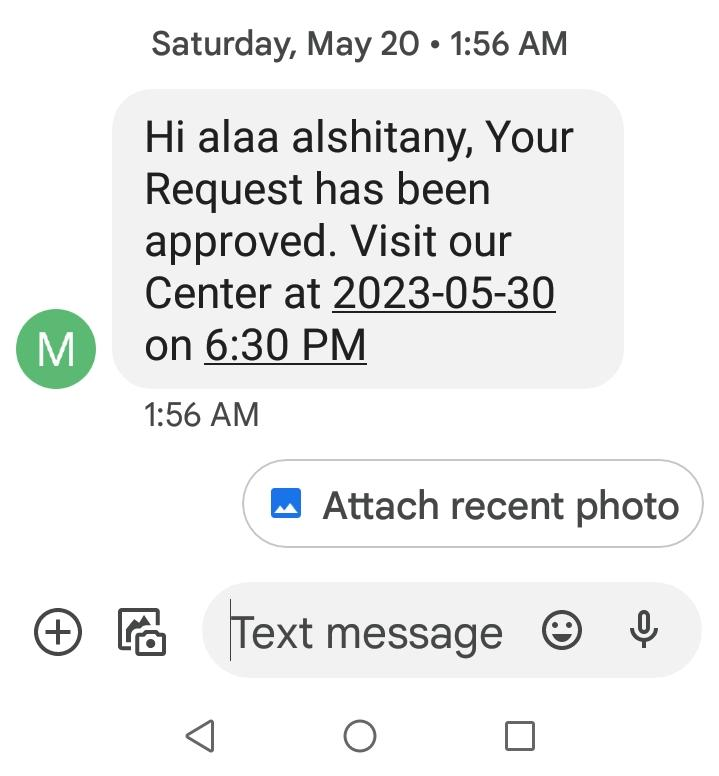 Saturday, May 20 • 1:56 AM
Hi alaa alshitany, Your
Request has been
approved. Visit our
Center at 2023-05-30
on 6:30 PM
M
1:56 AM
Attach recent photo
Text message